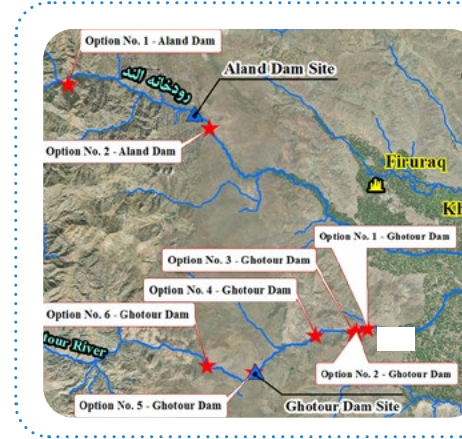 Option No. 1 - Aland Dam
رودخانه الند
Aland Dam Site
Option No. 2 - Aland Dam
Firuraq
Kh
Option No. 1 - Ghotour Dam
Option No. 3 - Ghotour Dam
Option No. 4 - Ghotour Dam
Option No. 6 - Ghotour Dam
tour River
Option No. 2 - Ghotour Dam
Option No. 5 - Ghotour Dam
Ghotour Dam Site